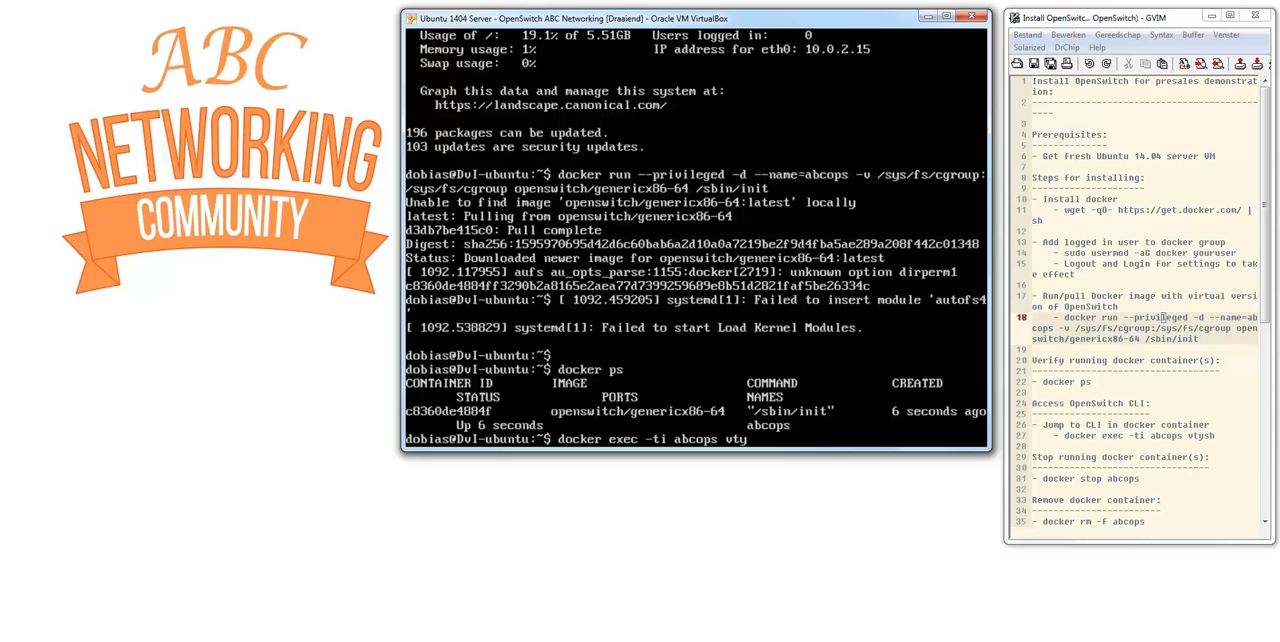 ABC
NETWORKING
COMMUNITY
Ubuntu 1404 Server - OpenSwitch ABC Networking [Draaiend] - Oracle VM VirtualBox
Usage of /:   19.1% of 5.51GB   Users logged in:       0
Memory usage: 1%                IP address for eth0: 10.0.2.15
Swap usage:   0%
Graph this data and manage this system at:
https://landscape.canonical.com/
196 packages can be updated.
103 updates are security updates.
dobias@DvI-ubuntu:~$ docker run --privileged -d --name=abcops -v /sys/fs/cgroup:
/sys/fs/cgroup openswitch/genericx86-64 /sbin/init
Unable to find image 'openswitch/genericx86-64:latest' locally
latest: Pulling from openswitch/genericx86-64
d3db7be415c0: Pull complete
Digest: sha256:1595970695d42d6c60bab6a2d10a0a7219be2f9d4fba5ae289a208f442c01348
Status: Downloaded newer image for openswitch/genericx86-64:latest
[ 1092.117955] aufs au_opts_parse:1155:docker[2719]: unknown option dirperm1
c8360de4884ff3290b2a8165e2aea77d7399259689e8b51d2821faf5be26334c
dobias@DvI-ubuntu:~$ [ 1092.459205] systemd[1]: Failed to insert module 'autofs4
'
[ 1092.538829] systemd[1]: Failed to start Load Kernel Modules.
dobias@DvI-ubuntu:~$
dobias@DvI-ubuntu:~$ docker ps
CONTAINER ID        IMAGE                      COMMAND             CREATED
STATUS              PORTS               NAMES
c8360de4884f        openswitch/genericx86-64   "/sbin/init"        6 seconds ago
Up 6 seconds                            abcops
dobias@DvI-ubuntu:~$ docker exec -ti abcops vty
Install OpenSwitc... OpenSwitch) - GVIM
Bestand Bewerken Gereedschap Syntax Buffer Venster
Solarized DrChip Help
1 Install OpenSwitch for presales demonstrat
ion:
2 ------------------------------------------
----
3
4 Prerequisites:
5 --------------
6 - Get fresh Ubuntu 14.04 server VM
7
8 Steps for installing:
9 ---------------------
10 - Install docker
11 - wget -qO- https://get.docker.com/ |
sh
12
13 - Add logged in user to docker group
14 - sudo usermod -aG docker youruser
15 - Logout and Login for settings to ta
ke effect
16
17 - Run/pull Docker image with virtual versi
on of OpenSwitch
18 - docker run --privileged -d --name=ab
cops -v /sys/fs/cgroup:/sys/fs/cgroup open
switch/genericx86-64 /sbin/init
19
20 Verify running docker container(s):
21 -----------------------------------
22 - docker ps
23
24 Access OpenSwitch CLI:
25 ----------------------
26 - Jump to CLI in docker container
27 - docker exec -ti abcops vtysh
28
29 Stop running docker container(s):
30 ---------------------------------
31 - docker stop abcops
32
33 Remove docker container:
34 ------------------------
35 - docker rm -f abcops